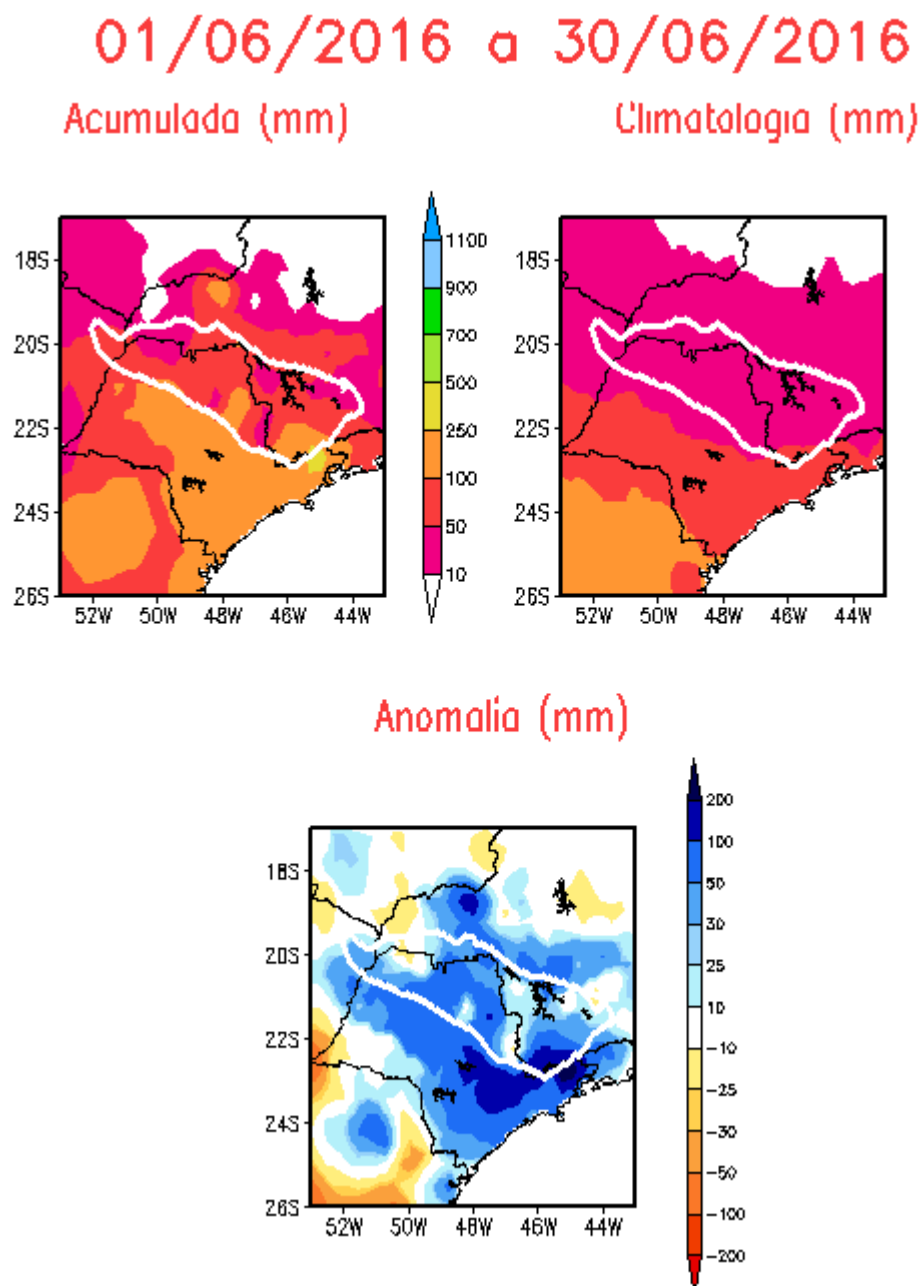 01/06/2016 a 30/06/2016
Acumulada (mm)
Climatologia (mm)
18S
20S
22S
24S
26S
52W 50W 48W 46W 44W
1100
900
700
500
250
100
50
10
18S
20S
22S
24S
26S
52W 50W 48W 46W 44W
Anomalia (mm)
18S
20S
22S
24S
26S
52W 50W 48W 46W 44W
200
100
50
30
25
10
-10
-25
-30
-50
-100
-200